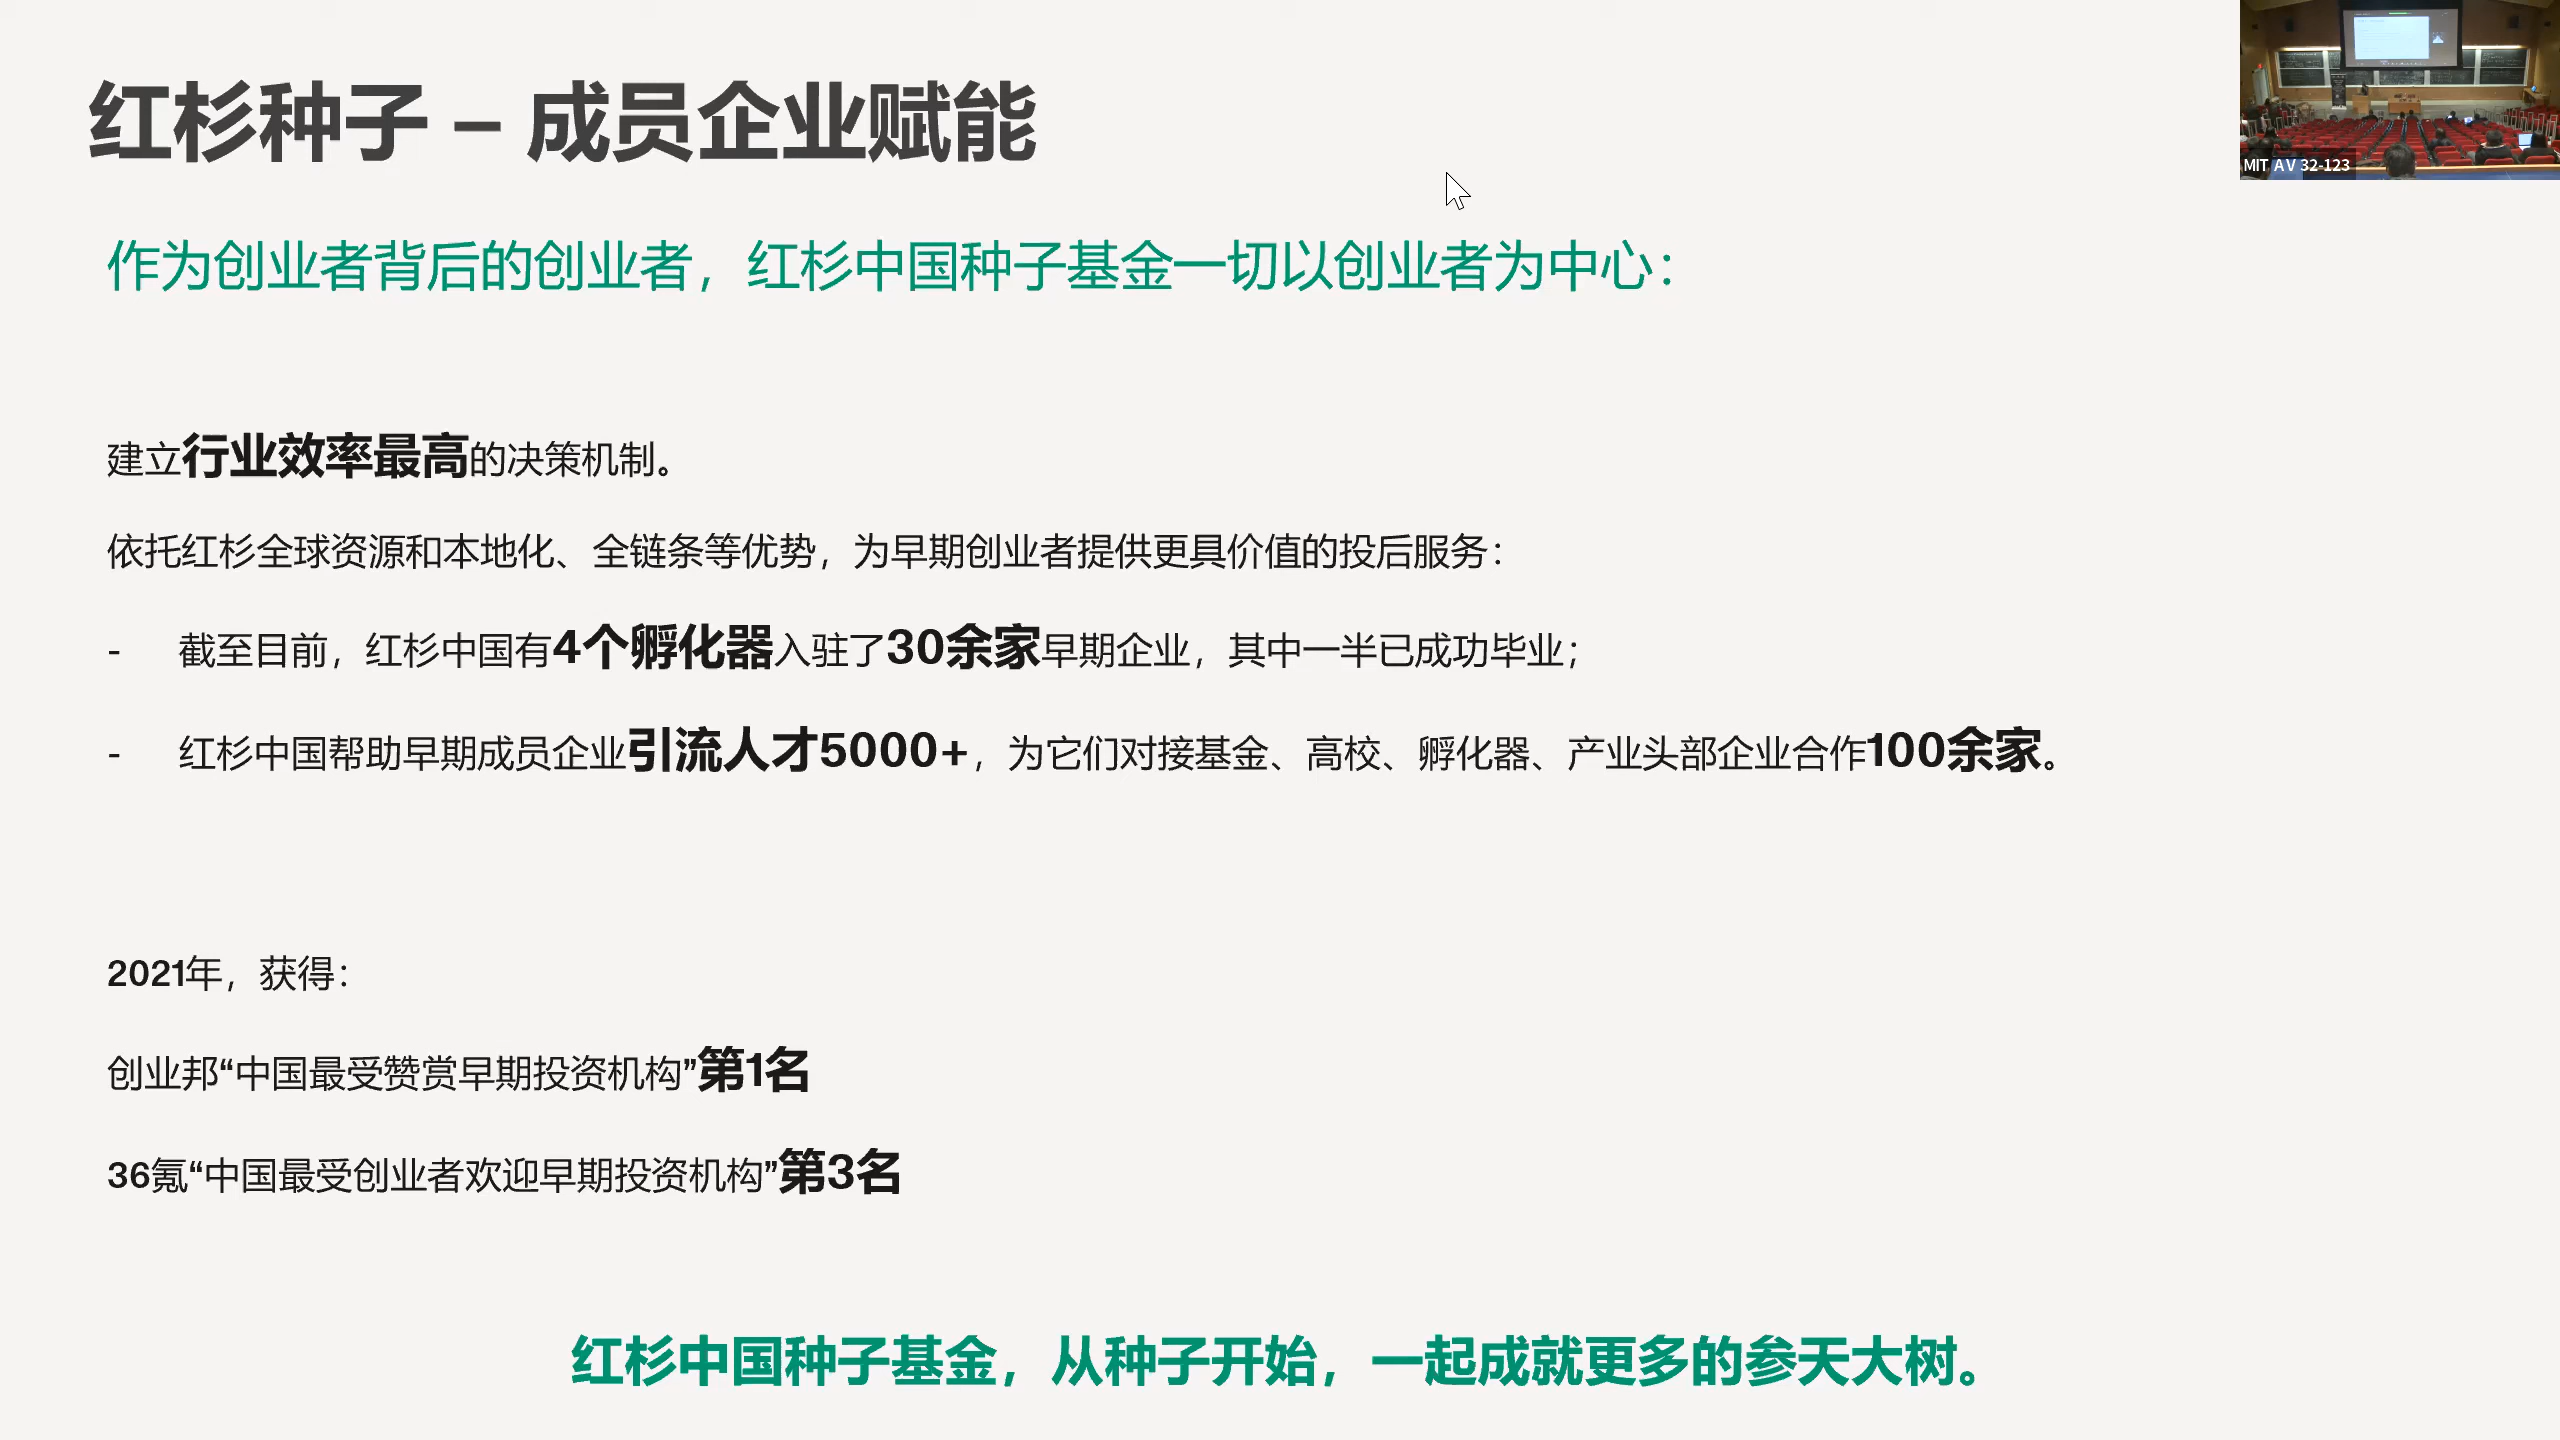 红杉种子 – 成员企业赋能
MIT AV 32-123
作为创业者背后的创业者，红杉中国种子基金一切以创业者为中心：
建立行业效率最高的决策机制。
依托红杉全球资源和本地化、全链条等优势，为早期创业者提供更具价值的投后服务：
- 截至目前，红杉中国有4个孵化器入驻了30余家早期企业，其中一半已成功毕业；
- 红杉中国帮助早期成员企业引流人才5000+，为它们对接基金、高校、孵化器、产业头部企业合作100余家。
2021年，获得：
创业邦“中国最受赞赏早期投资机构”第1名
36氪“中国最受创业者欢迎早期投资机构”第3名
红杉中国种子基金，从种子开始，一起成就更多的参天大树。